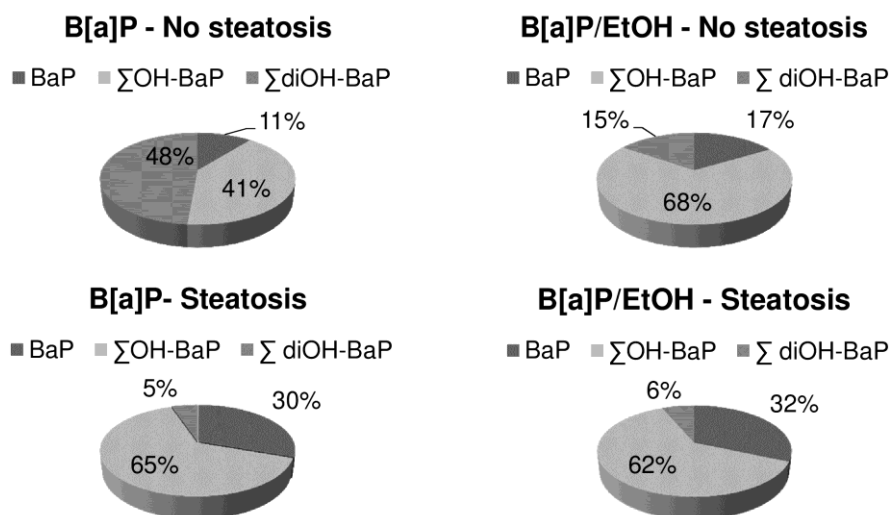 B[a]P - No steatosis
BaP ∑OH-BaP ∑diOH-BaP
11%
48%
41%
B[a]P/EtOH - No steatosis
BaP ∑OH-BaP ∑ diOH-BaP
15%
17%
68%
B[a]P- Steatosis
BaP ∑OH-BaP ∑ diOH-BaP
5%
30%
65%
B[a]P/EtOH - Steatosis
BaP ∑OH-BaP ∑ diOH-BaP
6%
32%
62%